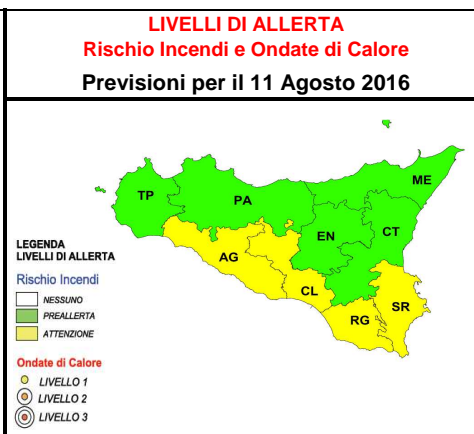 LIVELLI DI ALLERTA
Rischio Incendi e Ondate di Calore
Previsioni per il 11 Agosto 2016
ME
TP
PA
EN
CT
AG
CL
SR
RG
LEGENDA
LIVELLI DI ALLERTA
Rischio Incendi
NESSUNO
PREALLERTA
ATTENZIONE
Ondate di Calore
LIVELLO 1
LIVELLO 2
LIVELLO 3